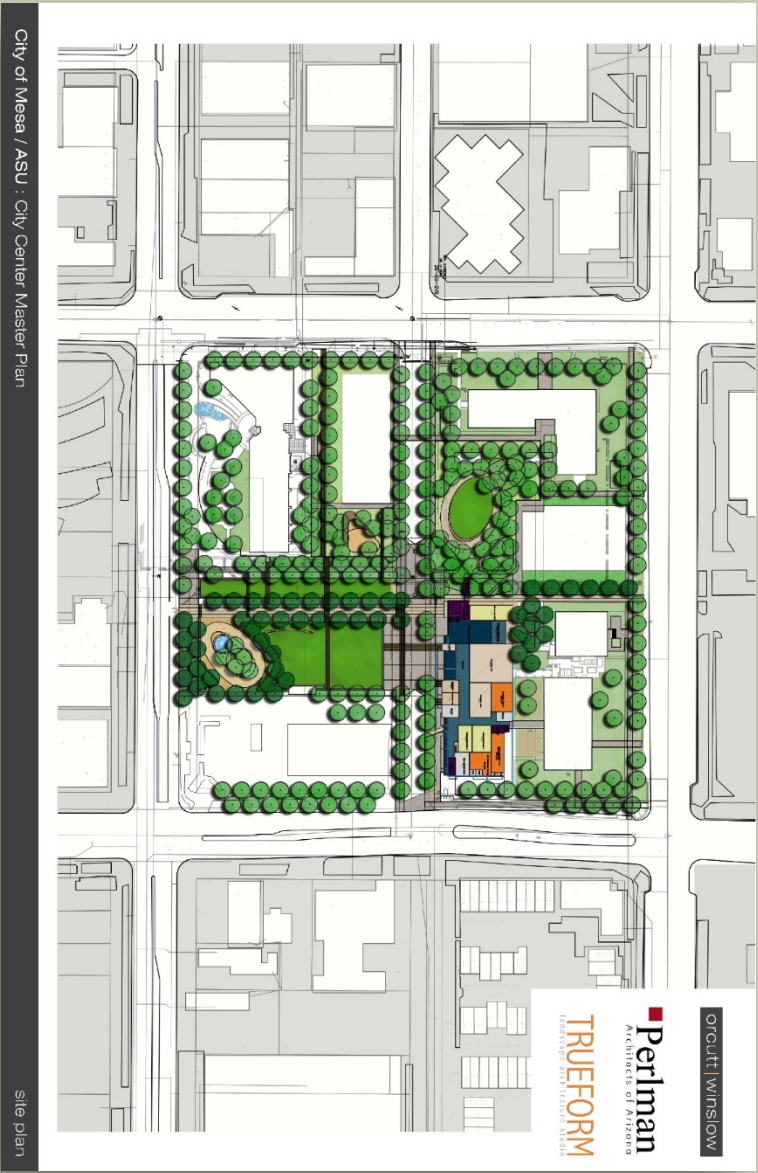 City of Mesa / ASU : City Center Master Plan
site plan
orcutt|winslow
Perlman
Architects of Arizona
TRUEFORM
landscape architecture studio